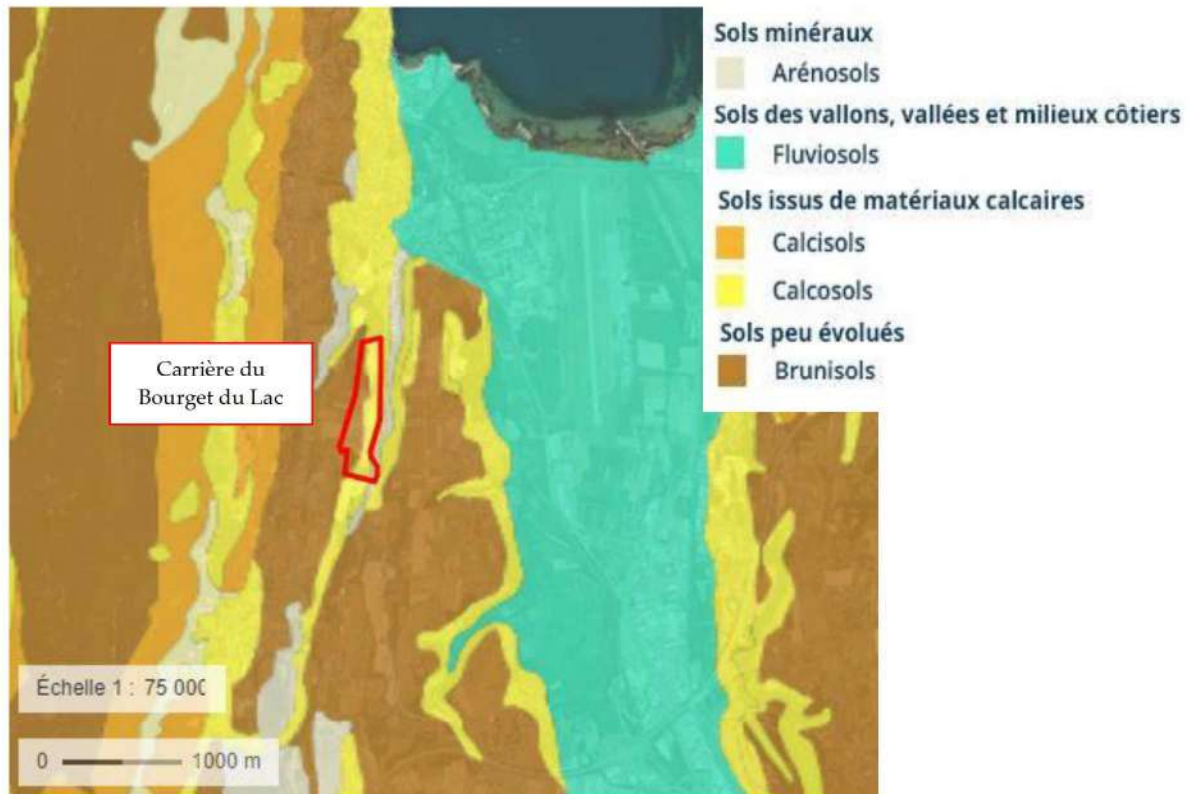 Sols minéraux
Arénosols
Sols des vallons, vallées et milieux côtiers
Fluviosols
Sols issus de matériaux calcaires
Calcisols
Calcosols
Sols peu évolués
Brunisols
Carrière du
Bourget du Lac
Échelle 1 : 75 000
0 1000 m